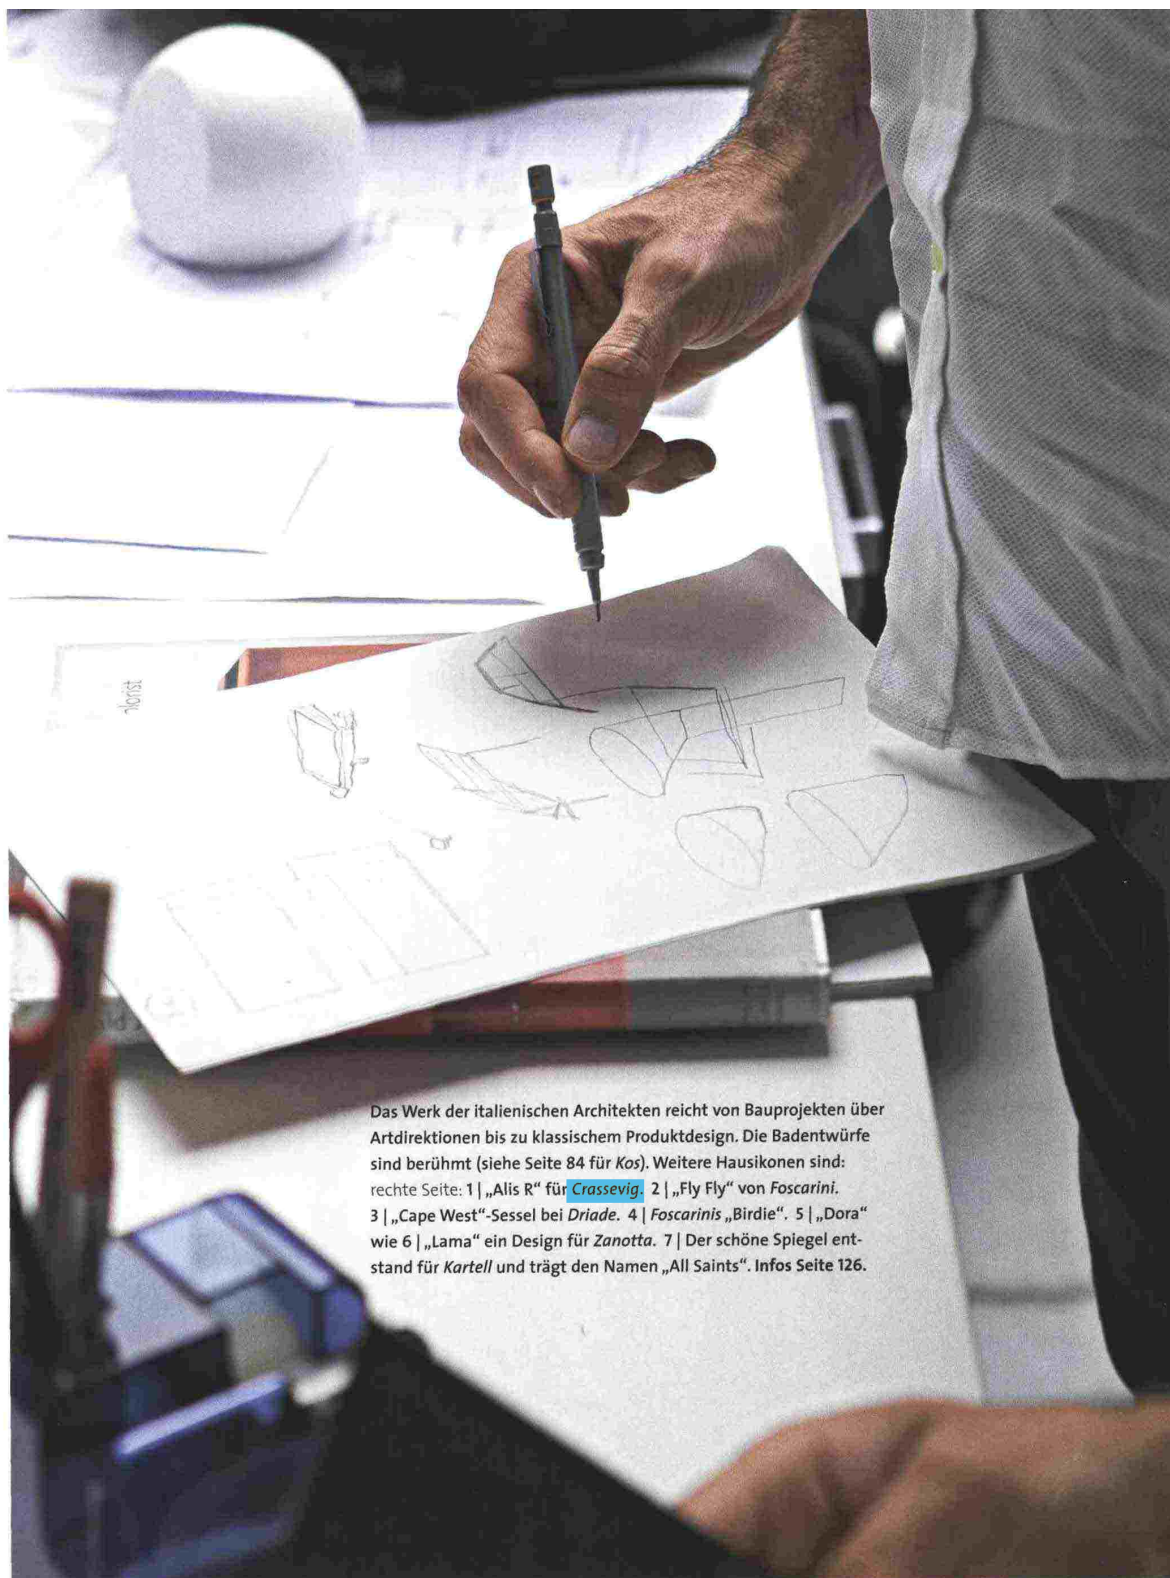 nlorist
Das Werk der italienischen Architekten reicht von Bauprojekten über
Artdirektionen bis zu klassischem Produktdesign. Die Badentwürfe
sind berühmt (siehe Seite 84 für Kos). Weitere Hausikonen sind:
rechte Seite: 1 | „Alis R“ für Crassevig. 2 | „Fly Fly“ von Foscarini.
3 | „Cape West“-Sessel bei Driade. 4 | Foscarinis „Birdie“. 5 | „Dora“
wie 6 | „Lama“ ein Design für Zanotta. 7 | Der schöne Spiegel ent-
stand für Kartell und trägt den Namen „All Saints“. Infos Seite 126.